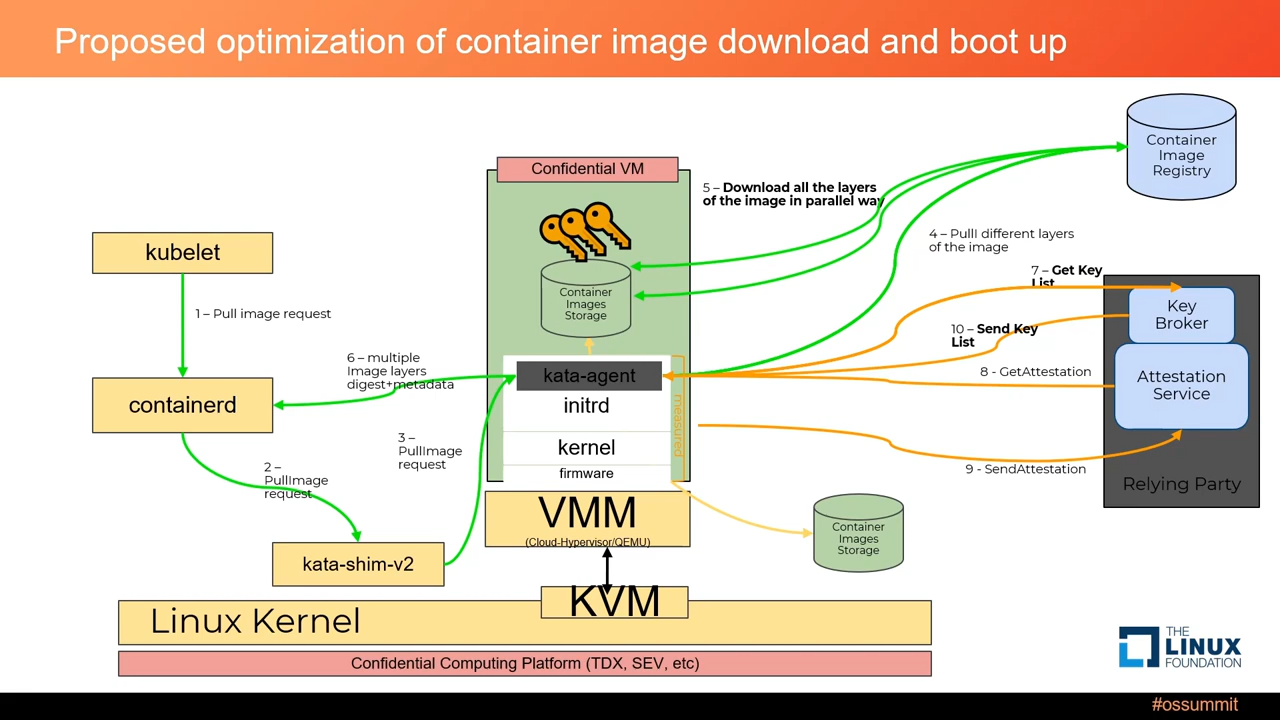 Proposed optimization of container image download and boot up
Container
Image
Registry
Confidential VM
5 – Download all the layers
of the image in parallel way
4 – Pulll different layers
of the image
kubelet
1 – Pull image request
Container
Images
Storage
7 – Get Key
List
Key
Broker
10 – Send Key
List
6 – multiple
Image layers
digest+metadata
kata-agent
8 - GetAttestation
Attestation
Service
containerd
initrd
measured
3 –
PullImage
request
kernel
firmware
9 - SendAttestation
Relying Party
2 –
PullImage
request
VMM
(Cloud-Hypervisor/QEMU)
Container
Images
Storage
kata-shim-v2
KVM
Linux Kernel
Confidential Computing Platform (TDX, SEV, etc)
THE
LINUX
FOUNDATION
#ossummit